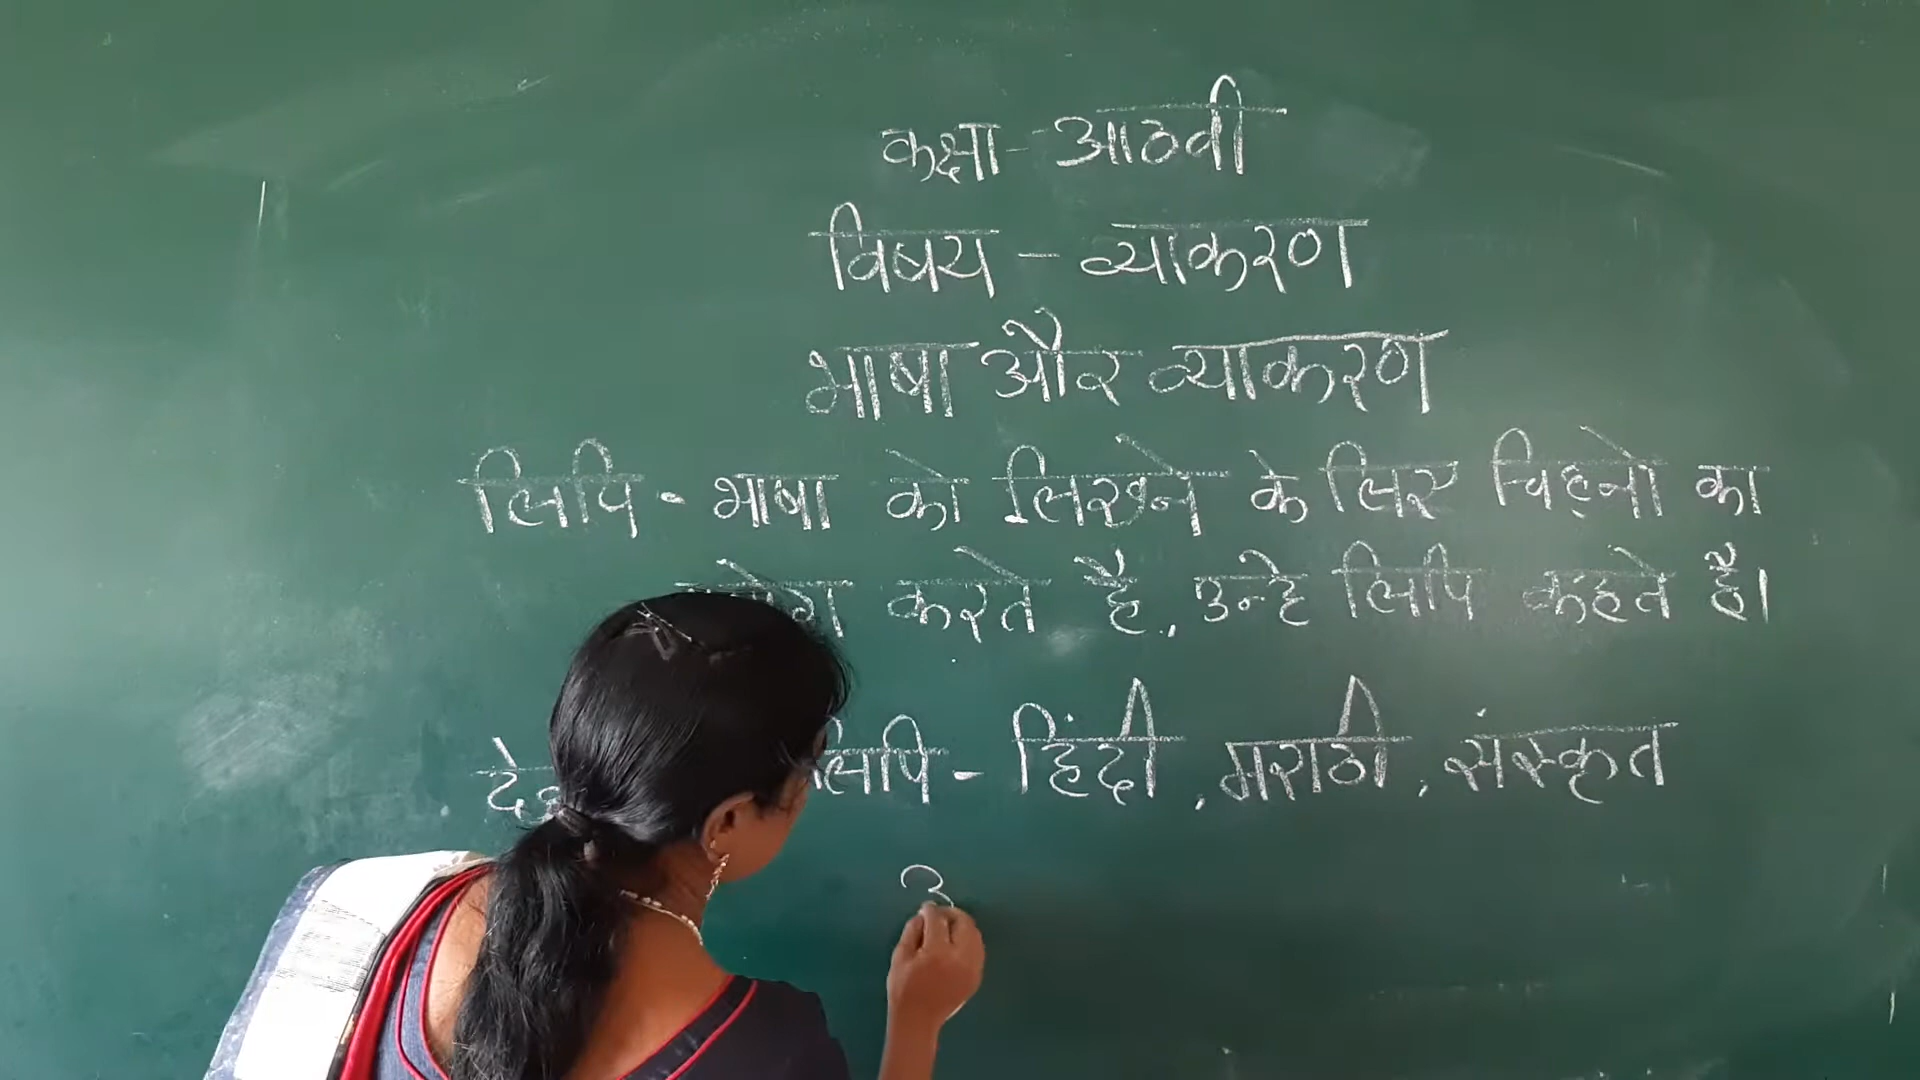 कक्षा - आठवी
विषय - व्याकरण
भाषा और व्याकरण
लिपि - भाषा को लिखने के लिए चिह्नो का
करते है, उन्हे लिपि कहते है।
लिपि - हिंदी, मराठी, संस्कृत